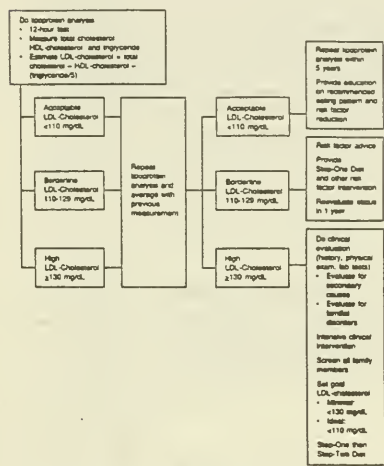 Do lipoprotein analysis
• 12-hour fast
• Measure total cholesterol
HDL-cholesterol and triglyceride
• Estimate LDL-cholesterol = total
cholesterol − HDL-cholesterol −
(triglyceride/5)
Acceptable
LDL-Cholesterol
<110 mg/dL
Borderline
LDL-Cholesterol
110-129 mg/dL
High
LDL-Cholesterol
≥130 mg/dL
Repeat
lipoprotein
analysis and
average with
previous
measurement
Acceptable
LDL-Cholesterol
<110 mg/dL
Borderline
LDL-Cholesterol
110-129 mg/dL
High
LDL-Cholesterol
≥130 mg/dL
Repeat lipoprotein
analysis within
5 years
Provide education
on recommended
eating pattern and
risk factor
reduction
Risk factor advice
Provide
Step-One Diet
and other risk
factor intervention
Reevaluate status
in 1 year
Do clinical
evaluation
(history, physical
exam, lab tests)
• Evaluate for
secondary
causes
• Evaluate for
familial
disorders
Intensive clinical
intervention
Screen all family
members
Set goal
LDL-cholesterol
• Minimal:
<130 mg/dL
• Ideal:
<110 mg/dL
Step-One then
Step-Two Diet